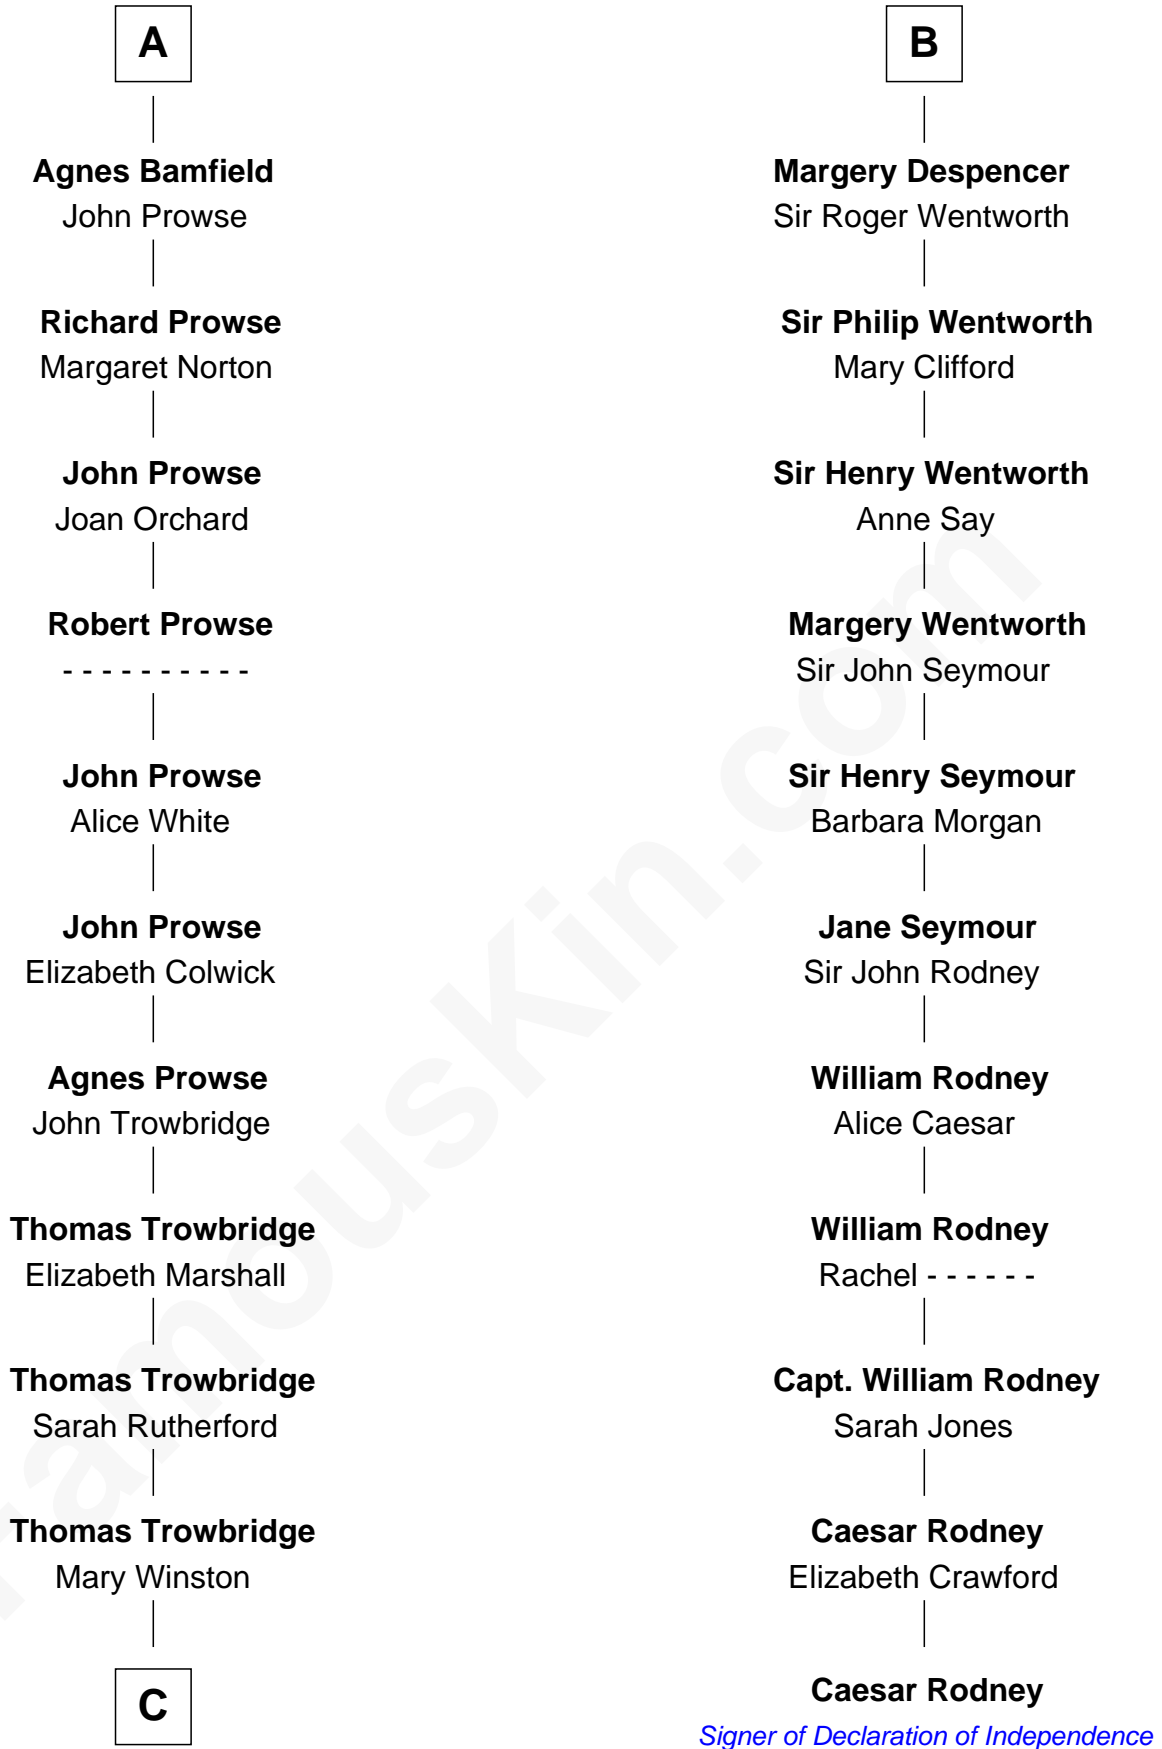 A
Agnes Bamfield
John Prowse
Richard Prowse
Margaret Norton
John Prowse
Joan Orchard
Robert Prowse
- - - - - - - - - -
John Prowse
Alice White
John Prowse
Elizabeth Colwick
Agnes Prowse
John Trowbridge
Thomas Trowbridge
Elizabeth Marshall
Thomas Trowbridge
Sarah Rutherford
Thomas Trowbridge
Mary Winston
C
B
Margery Despencer
Sir Roger Wentworth
Sir Philip Wentworth
Mary Clifford
Sir Henry Wentworth
Anne Say
Margery Wentworth
Sir John Seymour
Sir Henry Seymour
Barbara Morgan
Jane Seymour
Sir John Rodney
William Rodney
Alice Caesar
William Rodney
Rachel - - - - - -
Capt. William Rodney
Sarah Jones
Caesar Rodney
Elizabeth Crawford
Caesar Rodney
Signer of Declaration of Independence
FamousKin.com